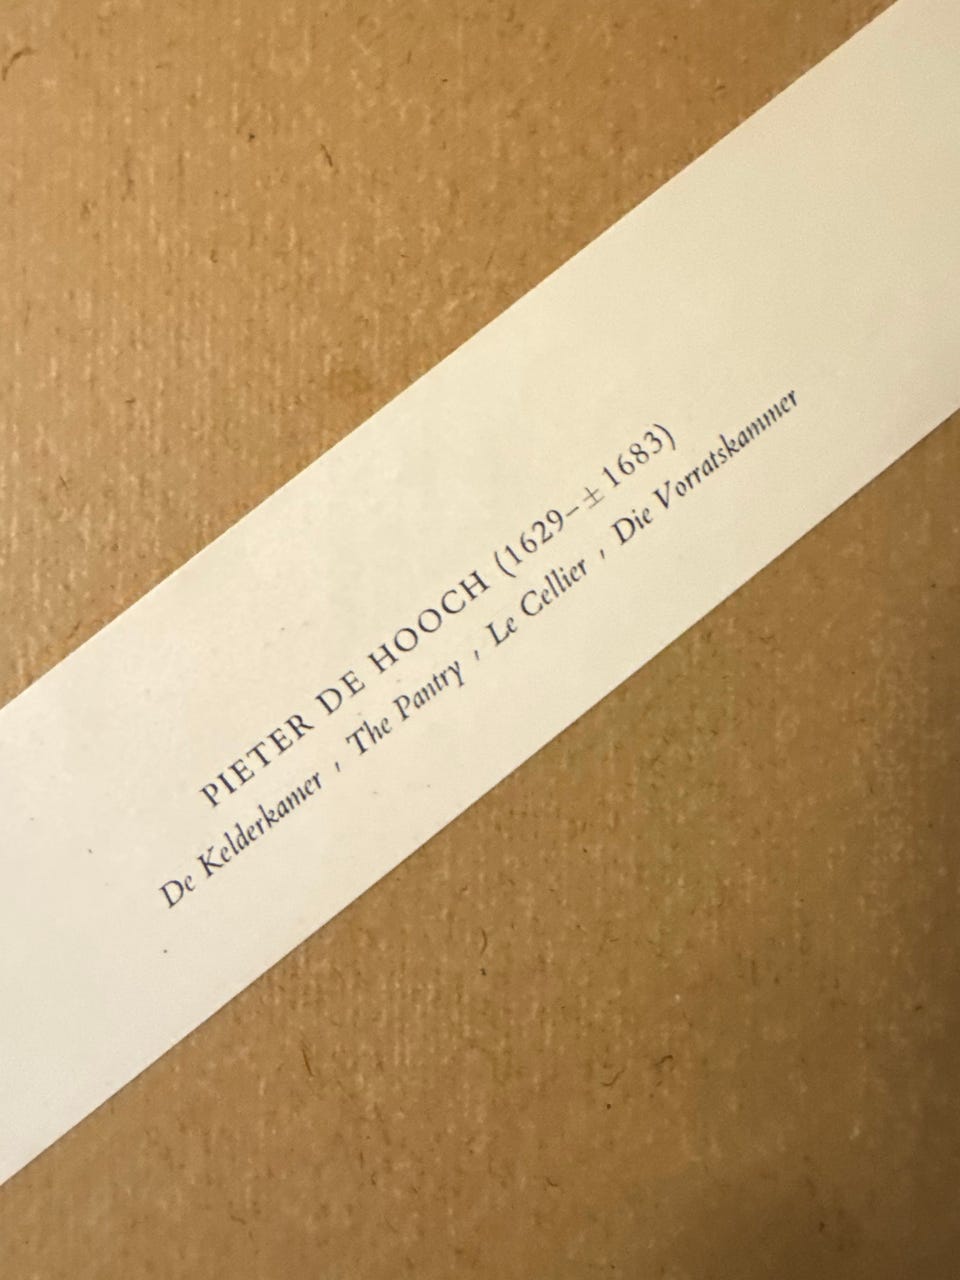 PIETER DE HOOCH (1629–±1683)
De Kelderkamer , The Pantry , Le Cellier , Die Vorratskammer